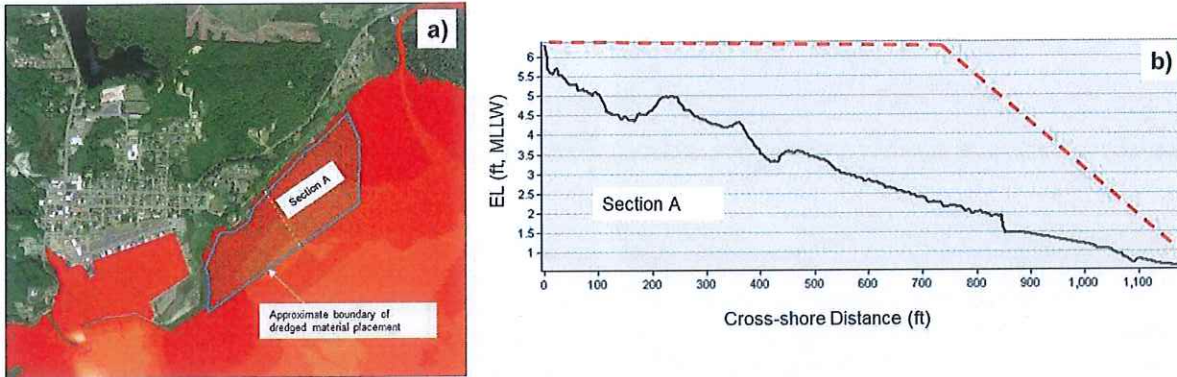 a)
Section A
Approximate boundary of
dredged material placement
b)
EL (ft, MLLW)
6
5.5
5
4.5
4
3.5
3
2.5
2
1.5
1
Section A
0 100 200 300 400 500 600 700 800 900 1,000 1,100
Cross-shore Distance (ft)